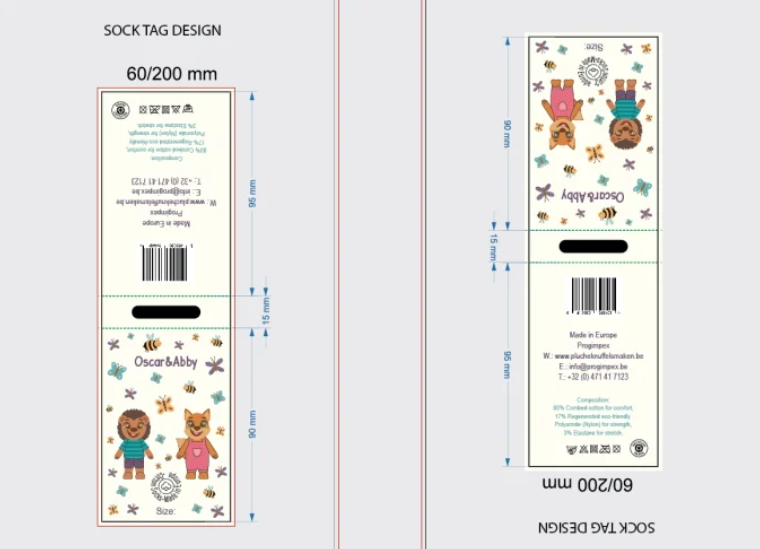 SOCK TAG DESIGN
60/200 mm
Composition:
80% Combed cotton for comfort,
17% Regenerated eco-friendly
Polyamide (Nylon) for strength,
3% Elastane for stretch.
Made in Europe
Progimpex
W.: www.plucheknuffelsmaken.be
E.: info@progimpex.be
T.: +32 (0) 471 41 7123
95 mm
15 mm
Oscar&Abby
90 mm
Size:
Size:
90 mm
Oscar&Abby
15 mm
Made in Europe
Progimpex
W.: www.plucheknuffelsmaken.be
E.: info@progimpex.be
T.: +32 (0) 471 41 7123
95 mm
Composition:
80% Combed cotton for comfort,
17% Regenerated eco-friendly
Polyamide (Nylon) for strength,
3% Elastane for stretch.
60/200 mm
SOCK TAG DESIGN